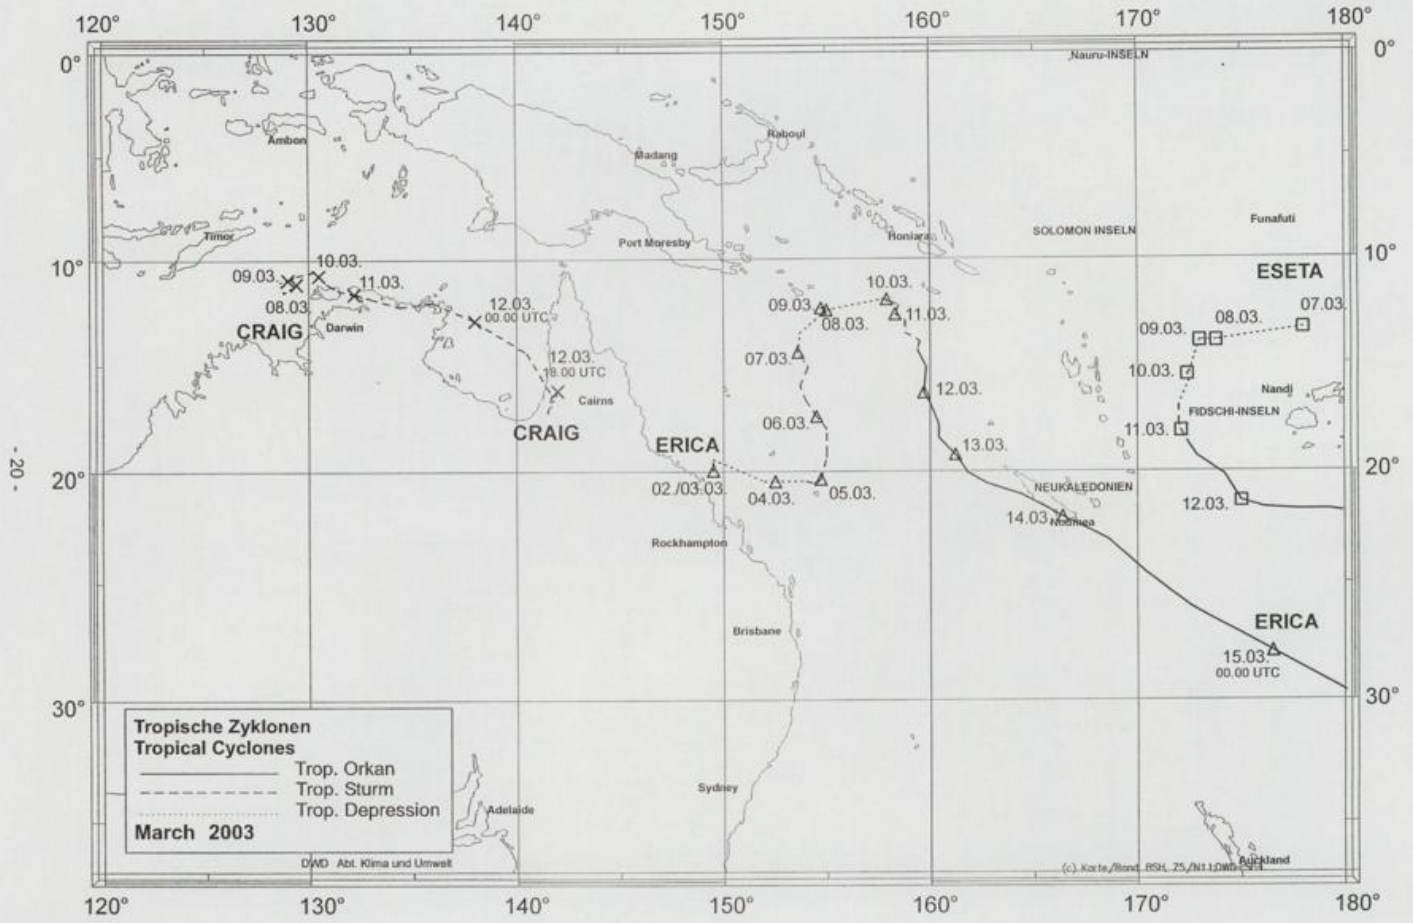 120° 130° 140° 150° 160° 170° 180°
0° 0°
Nauru-INSELN
Raboul
Ambon
Madang
Funafuti
Timor
Port Moresby
Honiara
SOLOMON INSELN
10° 10°
09.03. 10.03.
11.03.
08.03.
CRAIG
Darwin
12.03.
00.00 UTC
12.03.
18.00 UTC
Cairns
CRAIG
ERICA
02./03.03.
04.03.
05.03.
06.03.
07.03.
09.03.
08.03.
10.03.
11.03.
12.03.
13.03.
14.03.
NEUKALEDONIEN
Noumea
ESETA
07.03.
08.03.
09.03.
10.03.
Nandi
FIDSCHI-INSELN
11.03.
12.03.
20° 20°
- 20 -
Rockhampton
Brisbane
ERICA
15.03.
00.00 UTC
30° 30°
Sydney
Adelaide
Auckland
Tropische Zyklonen
Tropical Cyclones
Trop. Orkan
Trop. Sturm
Trop. Depression
March 2003
DWD Abt. Klima und Umwelt
120° 130° 140° 150° 160° 170° 180°